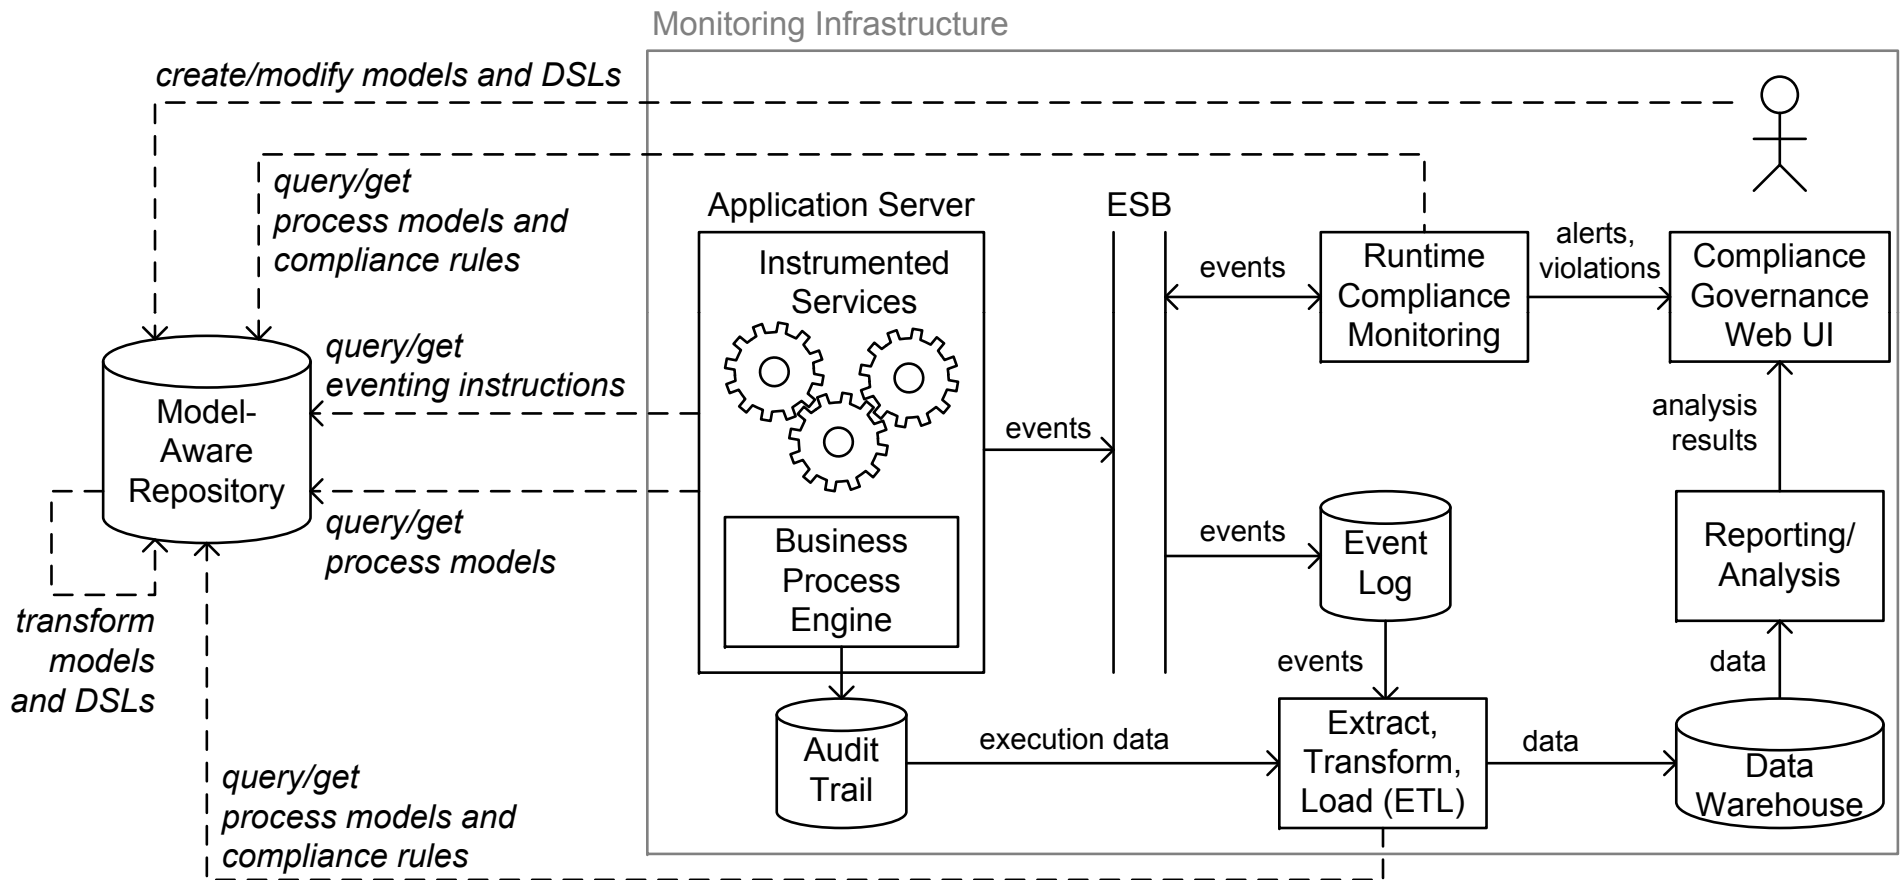 Monitoring Infrastructure
create/modify models and DSLs
query/get
process models and
compliance rules
Application Server
ESB
Instrumented
Services
events
Runtime
Compliance
Monitoring
alerts,
violations
Compliance
Governance
Web UI
query/get
eventing instructions
Model-
Aware
Repository
events
analysis
results
query/get
process models
Business
Process
Engine
events
Event
Log
Reporting/
Analysis
transform
models
and DSLs
events
data
Audit
Trail
execution data
Extract,
Transform,
Load (ETL)
data
Data
Warehouse
query/get
process models and
compliance rules